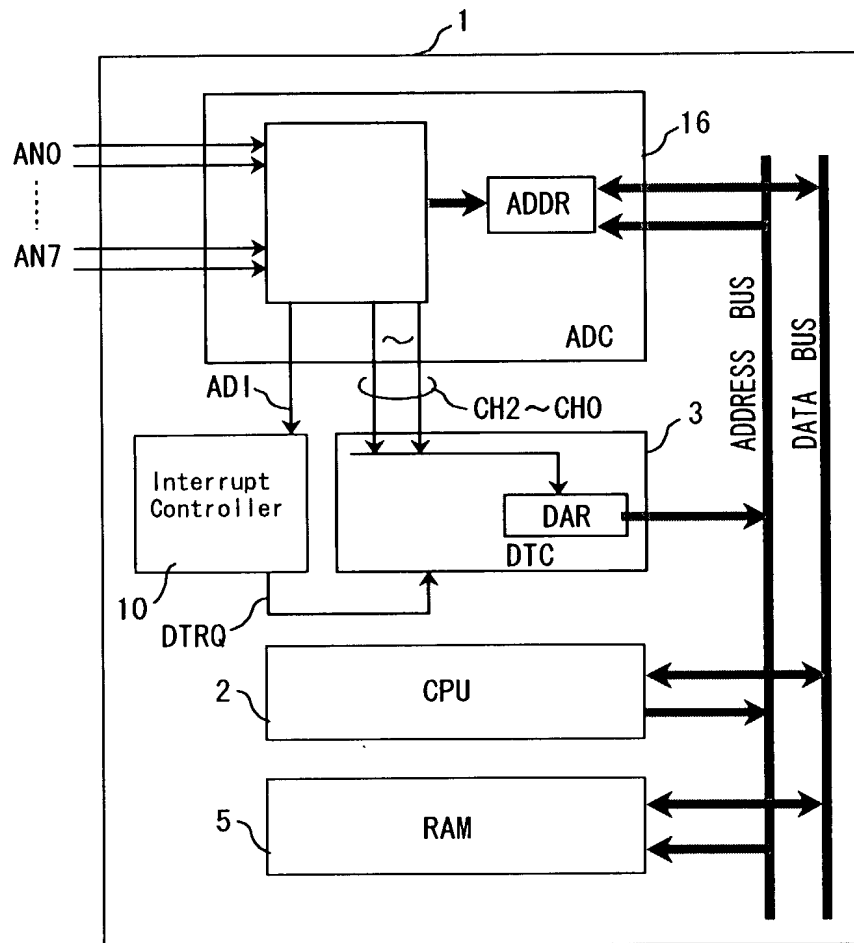 1
16
AN0
AN7
ADDR
ADC
ADI
CH2～CH0
3
ADDRESS BUS
DATA BUS
Interrupt
Controller
DAR
DTC
10
DTRQ
2
CPU
5
RAM